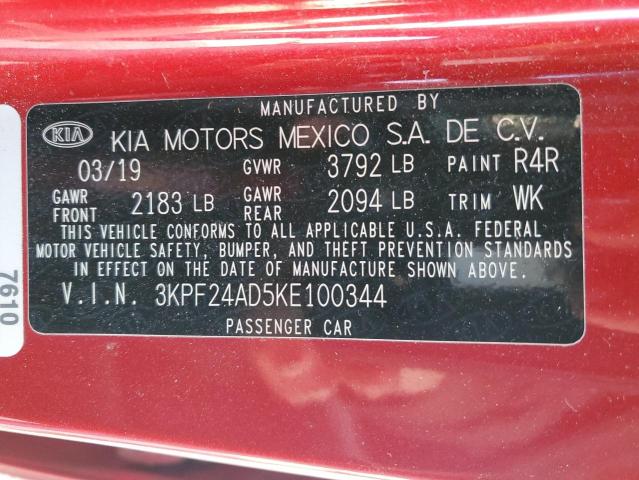 MANUFACTURED BY
KIA KIA MOTORS MEXICO S.A. DE C.V.
03/19 GVWR 3792 LB PAINT R4R
GAWR FRONT 2183 LB GAWR REAR 2094 LB TRIM WK
THIS VEHICLE CONFORMS TO ALL APPLICABLE U.S.A. FEDERAL
MOTOR VEHICLE SAFETY, BUMPER, AND THEFT PREVENTION STANDARDS
IN EFFECT ON THE DATE OF MANUFACTURE SHOWN ABOVE.
V.I.N. 3KPF24AD5KE100344
PASSENGER CAR
7610